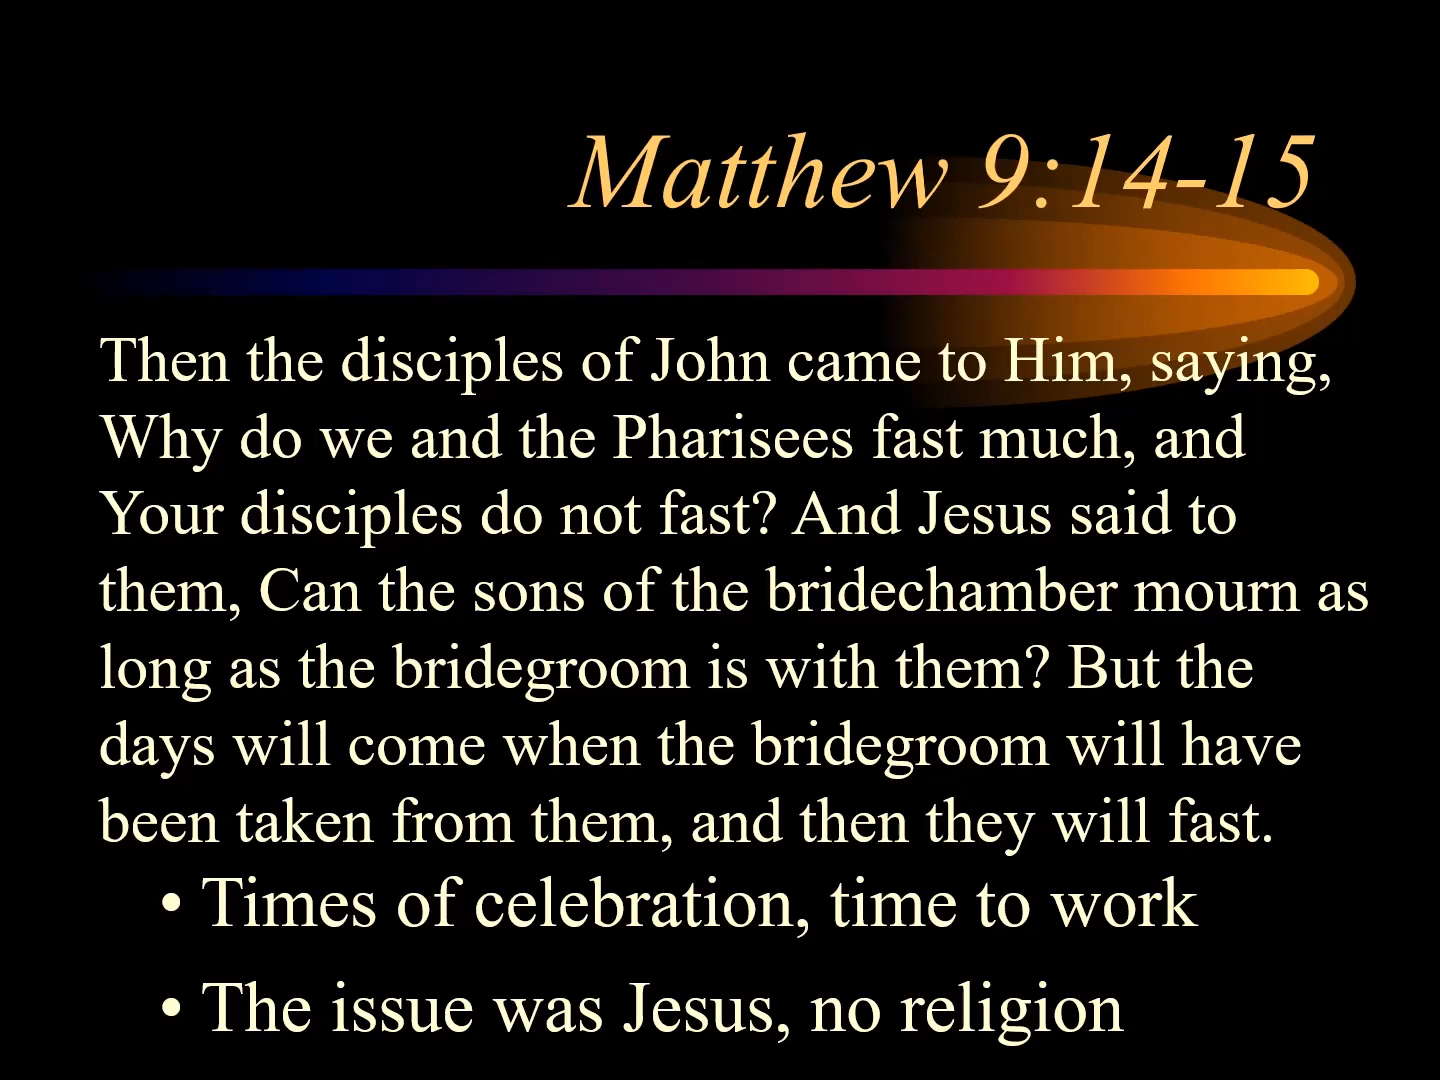 Matthew 9:14-15
Then the disciples of John came to Him, saying,
Why do we and the Pharisees fast much, and
Your disciples do not fast? And Jesus said to
them, Can the sons of the bridechamber mourn as
long as the bridegroom is with them? But the
days will come when the bridegroom will have
been taken from them, and then they will fast.
• Times of celebration, time to work
• The issue was Jesus, no religion